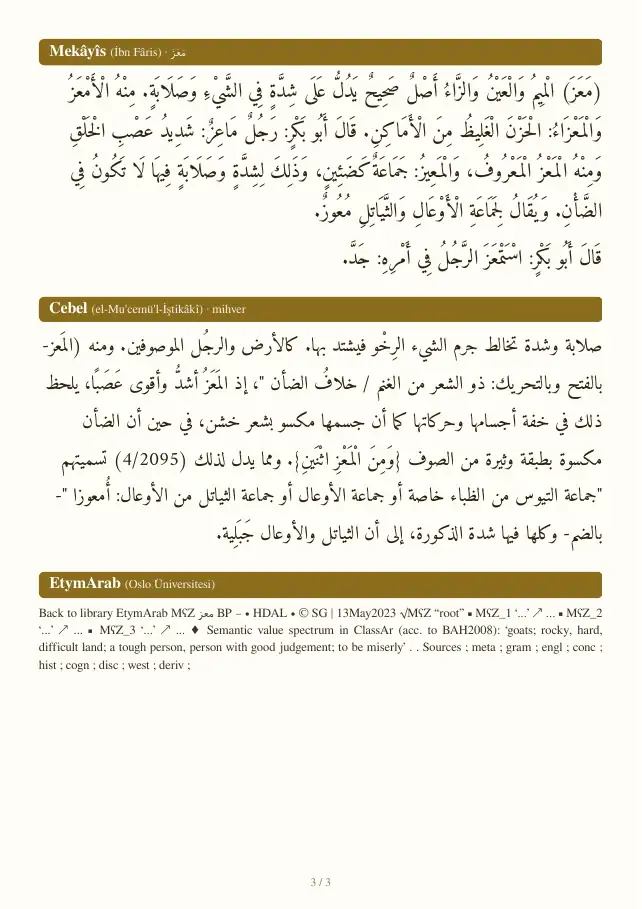 Mekâyîs (İbn Fâris) · مَعَزَ
(مَعَزَ) الْمِيمُ وَالْعَيْنُ وَالزَّاءُ أَصْلٌ صَحِيحٌ يَدُلُّ عَلَى شِدَّةٍ فِي الشَّيْءِ وَصَلَابَةٍ. مِنْهُ الْأَمْعَزُ
وَالْمَعْزَاءُ: الْحَزْنَ الْغَلِيظُ مِنَ الْأَمَاكِنِ. قَالَ أَبُو بَكْرٍ: رَجُلٌ مَاعِزٌ: شَدِيدُ عَصْبِ الْخَلْقِ
وَمِنْهُ الْمَعْزُ الْمَعْرُوفُ، وَالْمَعِيزُ: جَمَاعَةٌ كَضَئِينٍ، وَذَلِكَ لِشِدَّةٍ وَصَلَابَةٍ فِيهَا لَا تَكُونُ فِي
الضَّأْنِ. وَيُقَالُ لِجَمَاعَةِ الْأَوْعَالِ وَالثَّيَاتِلِ مُعُوزٌ.
قَالَ أَبُو بَكْرٍ: اسْتَمْعَزَ الرَّجُلُ فِي أَمْرِهِ: جَدَّ.
Cebel (el-Mu'cemü'l-İştikâkî) · mihver
صلابة وشدة تخالط جرم الشيء الرِخْو فيشتد بها. كالأرض والرجُل الموصوفين. ومنه (المَعز-
بالفتح وبالتحريك: ذو الشعر من الغنم / خلافُ الضأن "، إذ المَعَزُ أشدُّ وأقوى عَصَبًا، يلحظ
ذلك في خفة أجسامها وحركاتها كما أن جسمها مكسو بشعر خشن، في حين أن الضأن
مكسوة بطبقة وثيرة من الصوف {وَمِنَ الْمَعْزِ اثْنَيْنِ}. ومما يدل لذلك (4/2095) تسميتهم
"جماعة التيوس من الظباء خاصة أو جماعة الأوعال أو جماعة الثياتل من الأوعال: أُمعوزا "-
بالضم- وكلها فيها شدة الذكورة، إلى أن الثياتل والأوعال جَبَلِية.
EtymArab (Oslo Üniversitesi)
Back to library EtymArab MʕZ معز BP – • HDAL • © SG | 13May2023 √MʕZ “root” ▪ MʕZ_1 ‘...’ ↗ ... ▪ MʕZ_2
‘...’ ↗ ... ▪ MʕZ_3 ‘...’ ↗ ... ♦ Semantic value spectrum in ClassAr (acc. to BAH2008): ‘goats; rocky, hard,
difficult land; a tough person, person with good judgement; to be miserly’ . . Sources ; meta ; gram ; engl ; conc ;
hist ; cogn ; disc ; west ; deriv ;
3 / 3